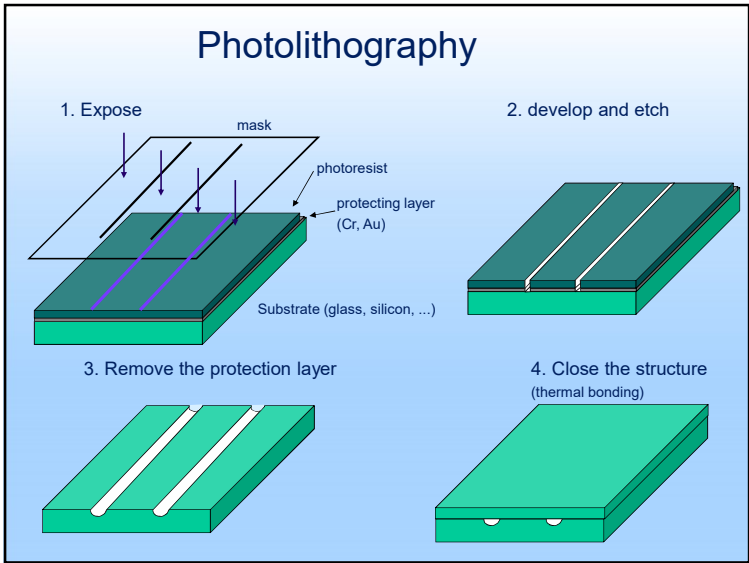 Photolithography
1. Expose
mask
photoresist
protecting layer
(Cr, Au)
Substrate (glass, silicon, ...)
2. develop and etch
3. Remove the protection layer
4. Close the structure
(thermal bonding)